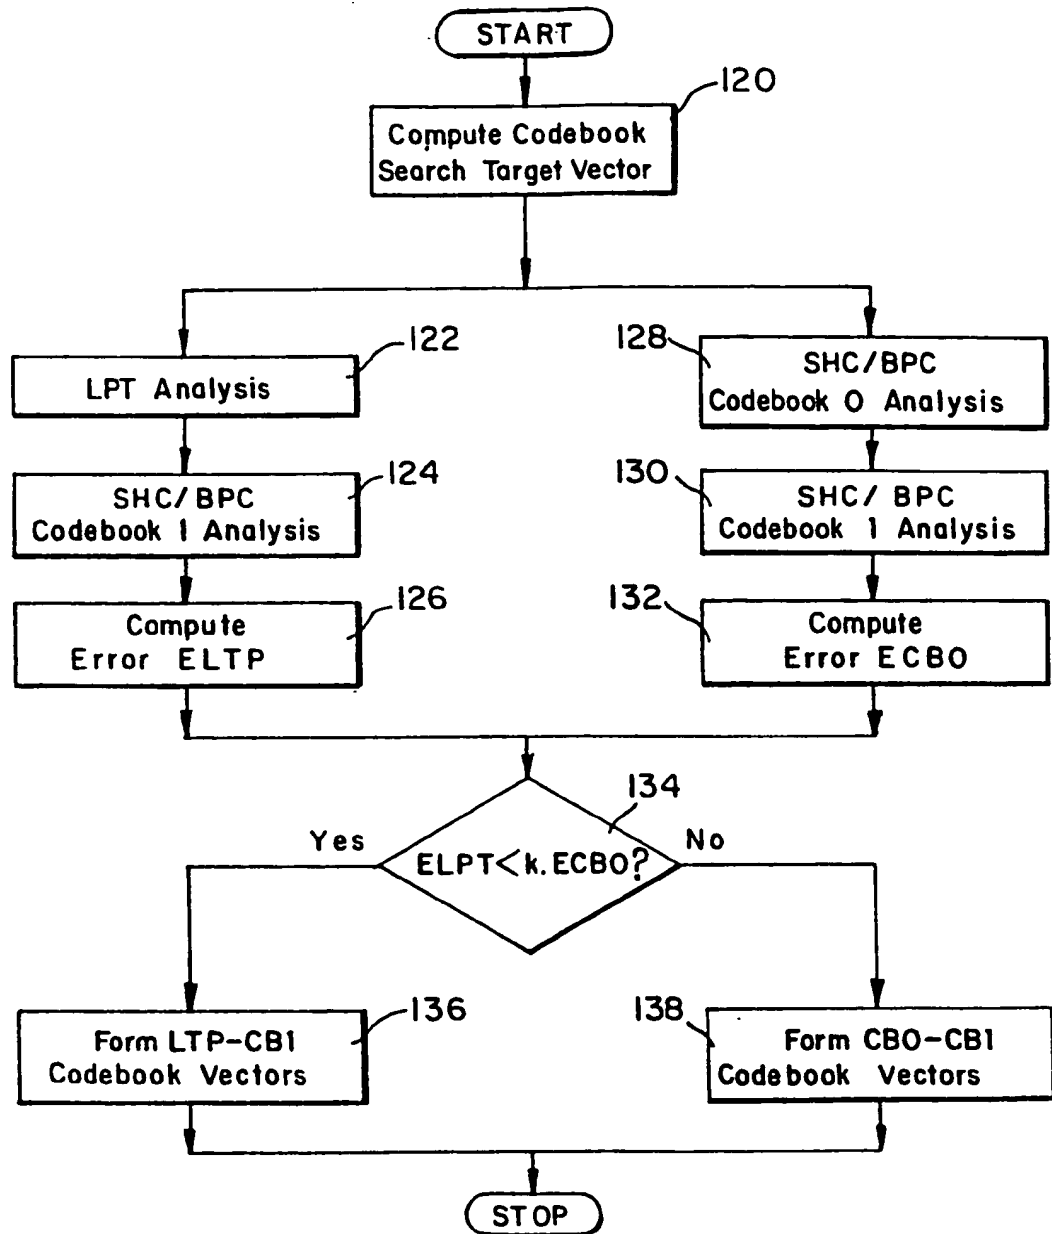 START
120
Compute Codebook
Search Target Vector
122
LPT Analysis
128
SHC/BPC
Codebook 0 Analysis
124
SHC/BPC
Codebook 1 Analysis
130
SHC/BPC
Codebook 1 Analysis
126
Compute
Error ELTP
132
Compute
Error ECBO
134
Yes
No
ELPT<k.ECBO?
136
Form LTP-CB1
Codebook Vectors
138
Form CBO-CB1
Codebook Vectors
STOP